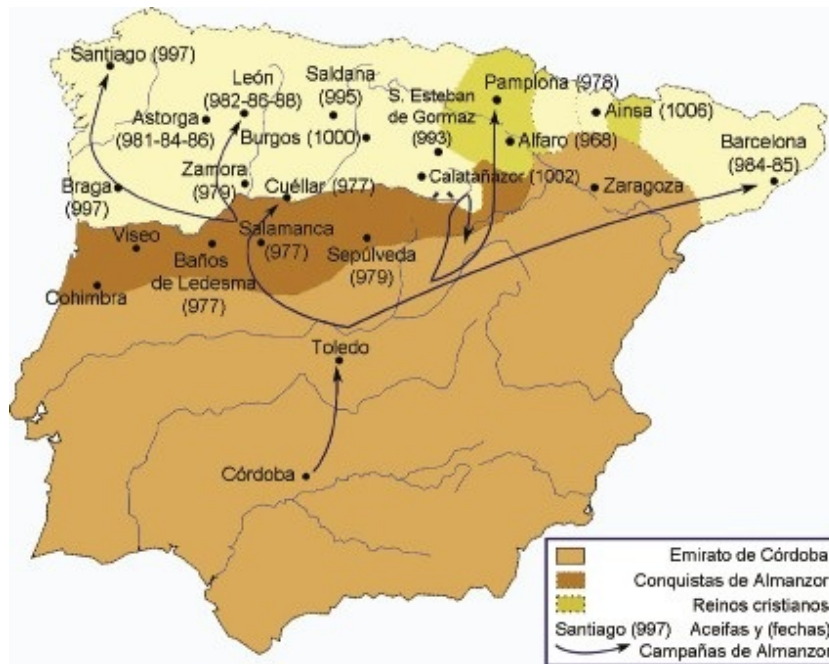 Santiago (997)
León
(982-86-88)
Saldana
(995)
S. Esteban
de Gormaz
(993)
Pamplona (978)
Ainsa (1006)
Astorga
(981-84-86)
Burgos (1000)
Alfaro (968)
Barcelona
(984-85)
Braga
(997)
Zamora
(979)
Cuéllar (977)
Calatañazor (1002)
Zaragoza
Viseo
Baños
de Ledesma
(977)
Salamanca
(977)
Sepúlveda
(979)
Cohimbra
Toledo
Córdoba
Emirato de Córdoba
Conquistas de Almanzor
Reinos cristianos
Santiago (997) Aceifas y (fechas)
Campañas de Almanzor